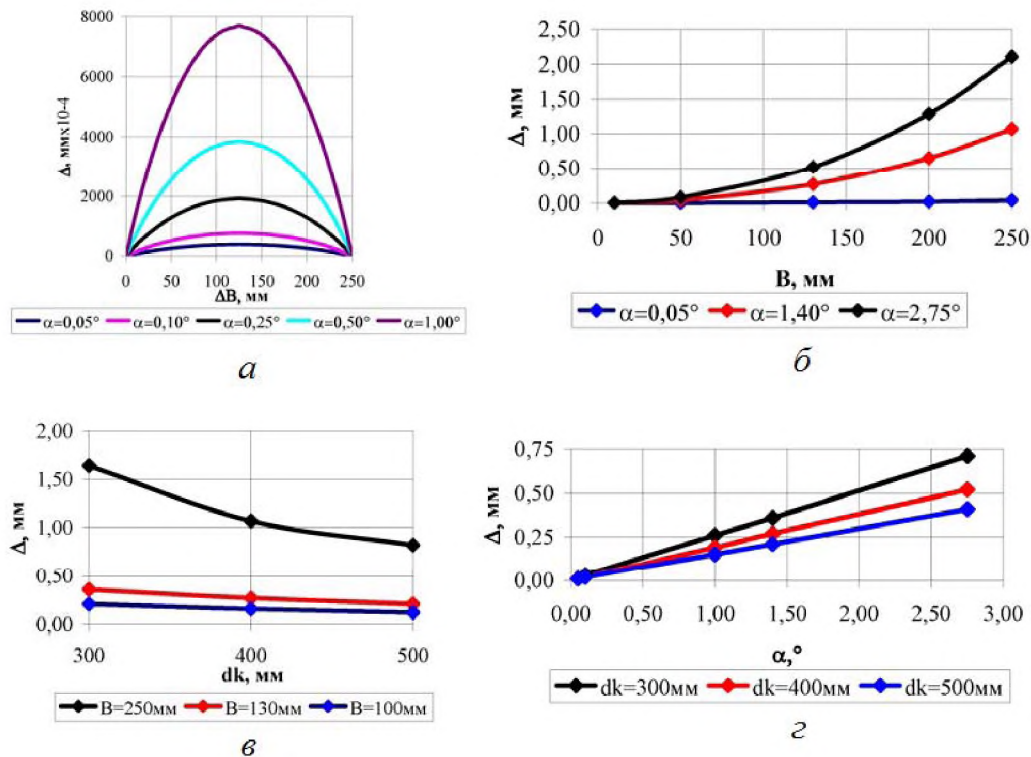 8000
6000
4000
2000
0
Δ, ммх10-4
0 50 100 150 200 250
ΔВ, мм
α=0,05° α=0,10° α=0,25° α=0,50° α=1,00°
а
2,50
2,00
1,50
1,00
0,50
0,00
Δ, мм
0 50 100 150 200 250
В, мм
α=0,05° α=1,40° α=2,75°
б
2,00
1,50
1,00
0,50
0,00
Δ, мм
300 400 500
dk, мм
В=250мм В=130мм В=100мм
в
0,75
0,50
0,25
0,00
Δ, мм
0,00 0,50 1,00 1,50 2,00 2,50 3,00
α,°
dk=300мм dk=400мм dk=500мм
г